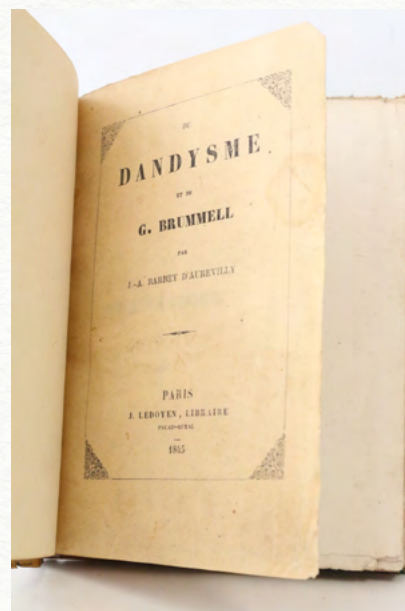 DU
DANDYSME
ET DE
G. BRUMMELL
PAR
J.-A. BARBEY D'AUREVILLY
PARIS
J. LEDOYEN, LIBRAIRE
PALAIS-ROYAL
1845